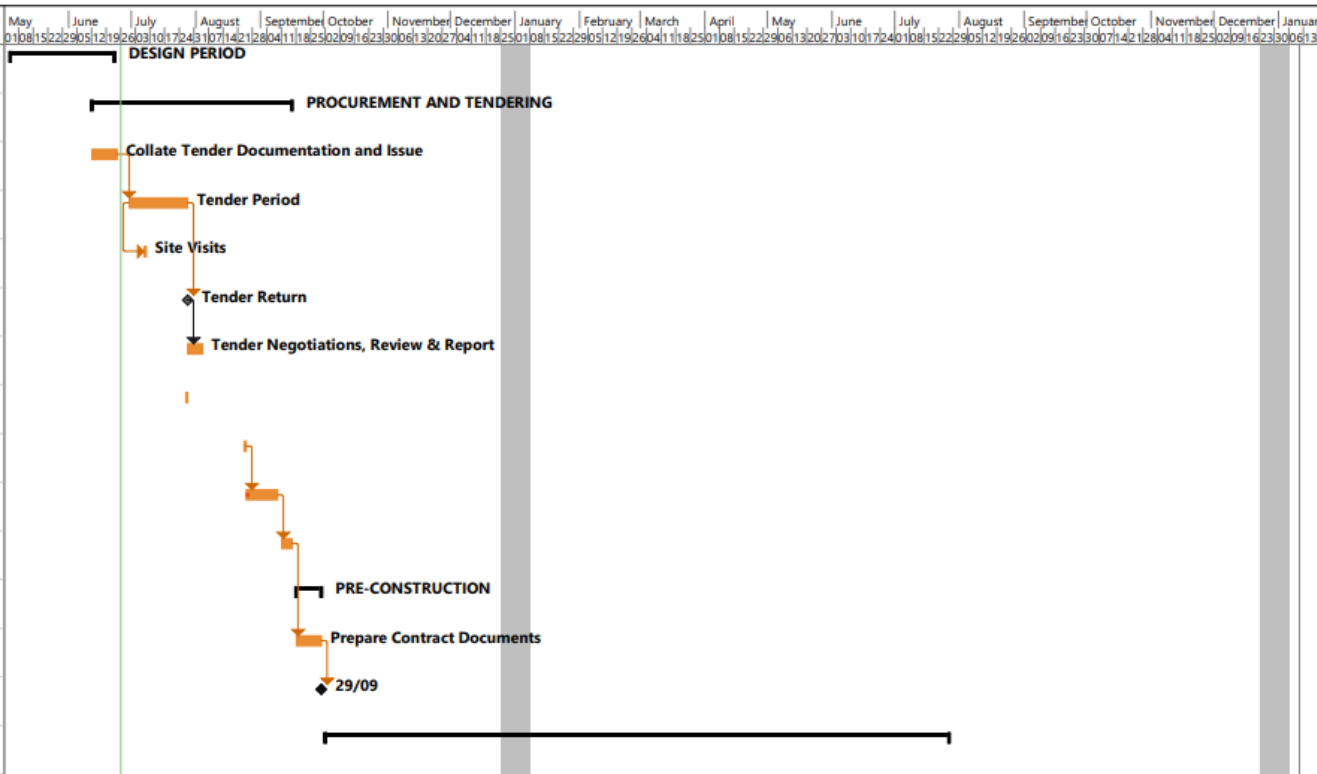 May June July August September October November December January February March April May June July August September October November December Januar
01 08 15 22 29 05 12 19 26 03 10 17 24 31 07 14 21 28 04 11 18 25 02 09 16 23 30 06 13 20 27 04 11 18 25 01 08 15 22 29 05 12 19 26 04 11 18 25 01 08 15 22 29 06 13 20 27 03 10 17 24 01 08 15 22 29 05 12 19 26 02 09 16 23 30 07 14 21 28 04 11 18 25 02 09 16 23 30 06 13
DESIGN PERIOD
PROCUREMENT AND TENDERING
Collate Tender Documentation and Issue
Tender Period
Site Visits
Tender Return
Tender Negotiations, Review & Report
PRE-CONSTRUCTION
Prepare Contract Documents
29/09